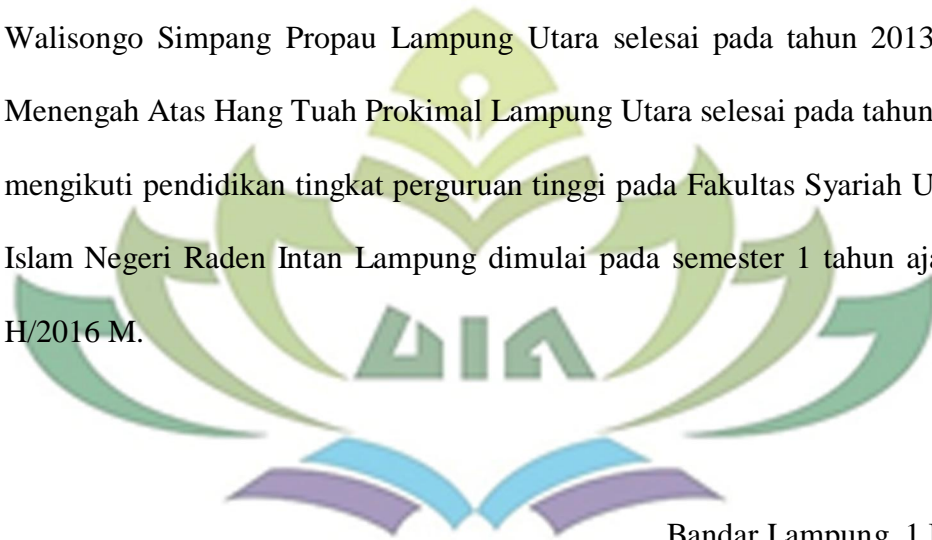 Walisongo Simpang Propau Lampung Utara selesai pada tahun 2013
Menengah Atas Hang Tuah Prokimal Lampung Utara selesai pada tahun
mengikuti pendidikan tingkat perguruan tinggi pada Fakultas Syariah U
Islam Negeri Raden Intan Lampung dimulai pada semester 1 tahun aj
H/2016 M.
UIN
Bandar Lampung, 1